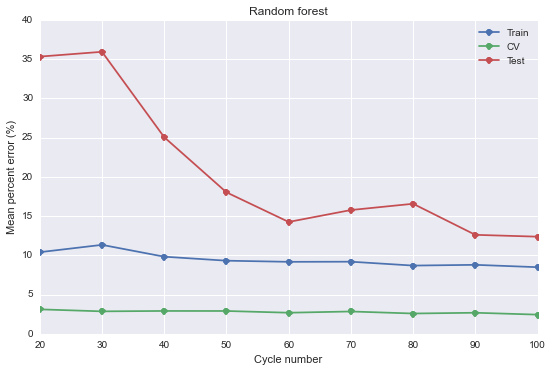 Random forest
Train
CV
Test
Mean percent error (%)
40
35
30
25
20
15
10
5
0
20 30 40 50 60 70 80 90 100
Cycle number